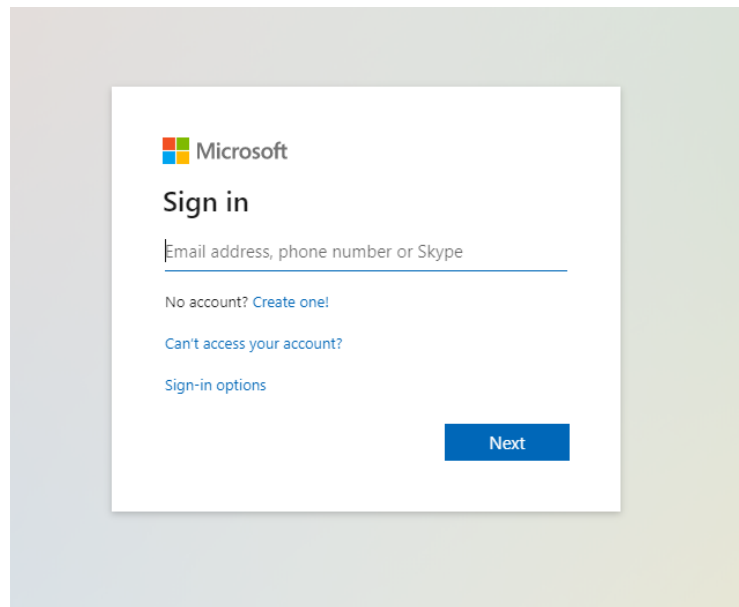 Microsoft
Sign in
Email address, phone number or Skype
No account? Create one!
Can't access your account?
Sign-in options
Next